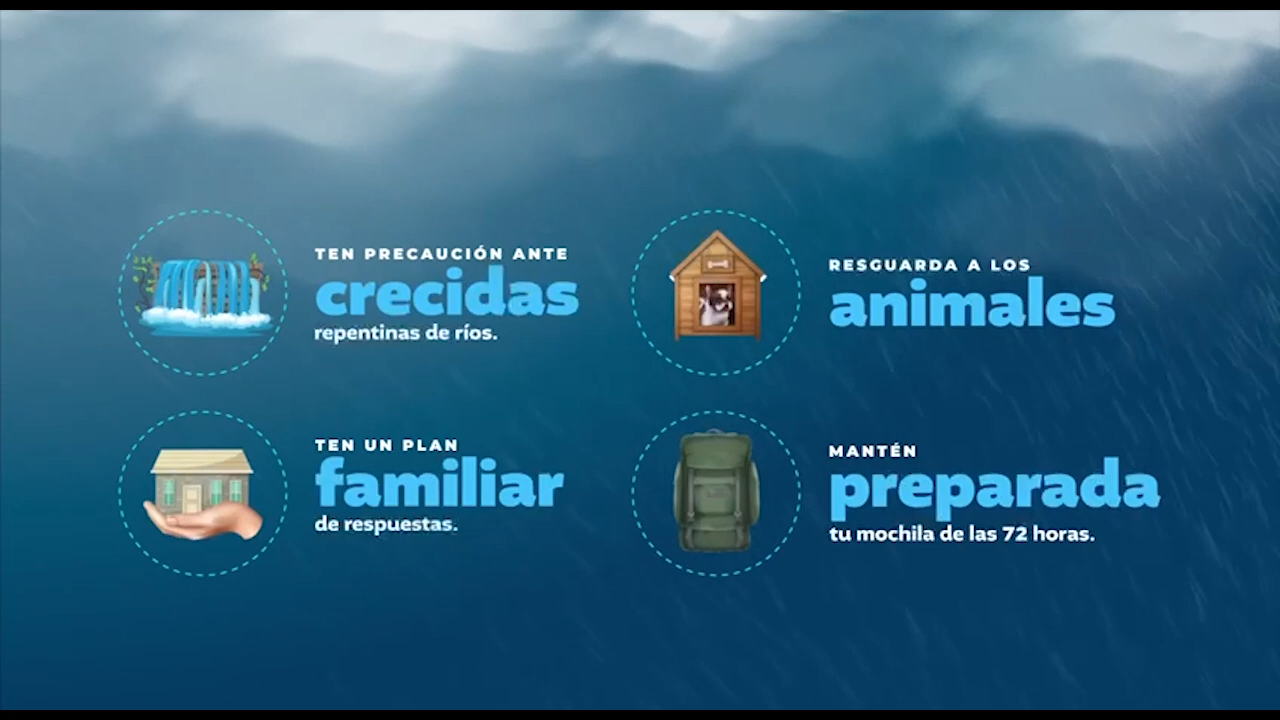 TEN PRECAUCIÓN ANTE
crecidas
repentinas de ríos.
RESGUARDA A LOS
animales
TEN UN PLAN
familiar
de respuestas.
MANTÉN
preparada
tu mochila de las 72 horas.